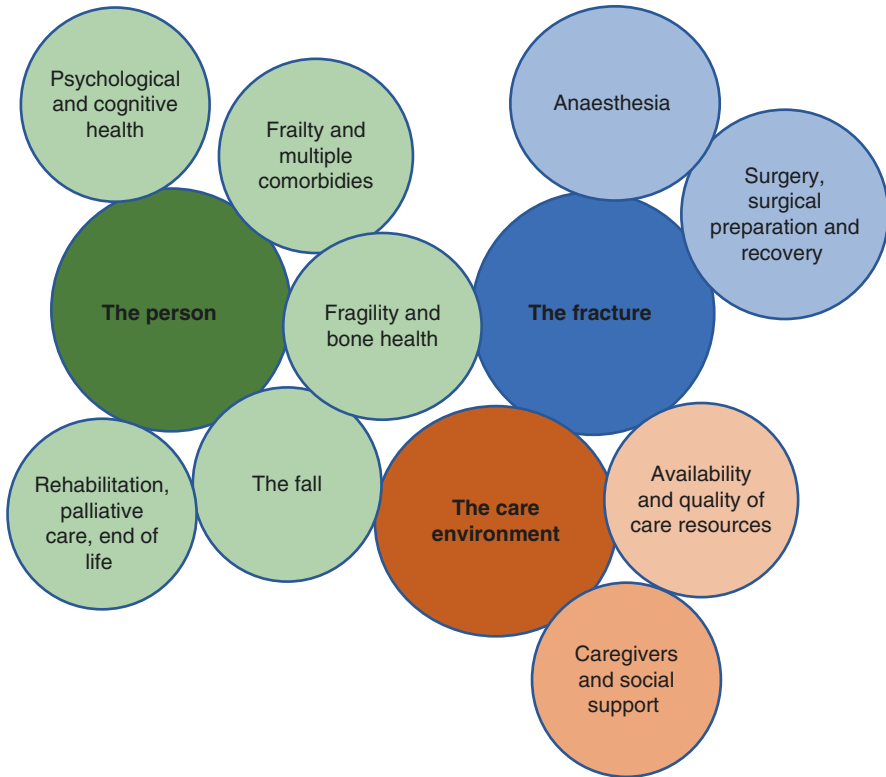 Psychological
and cognitive
health
Frailty and
multiple
comorbidies
Anaesthesia
Surgery,
surgical
preparation and
recovery
The person
Fragility and
bone health
The fracture
Rehabilitation,
palliative
care, end of
life
The fall
The care
environment
Availability
and quality of
care resources
Caregivers
and social
support